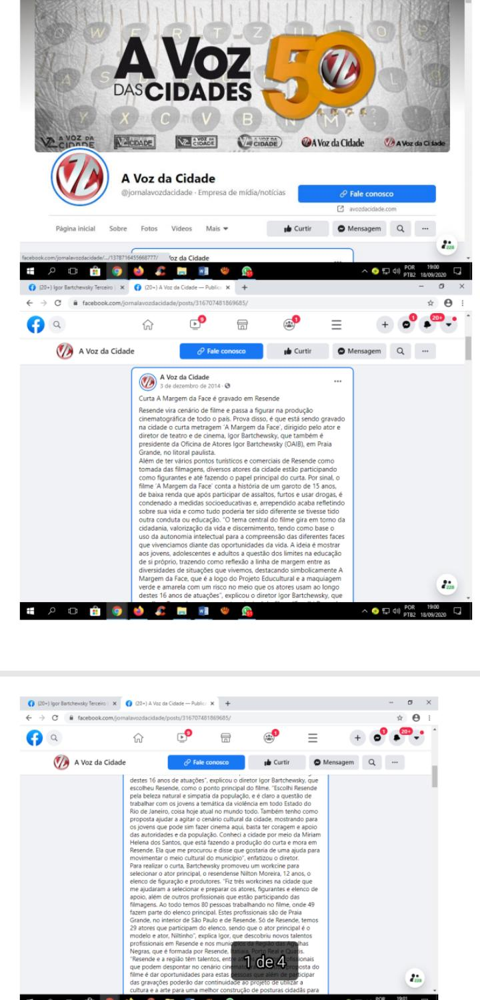 A Voz
DAS CIDADES
50
ANOS
Q W E R T Z U I O P
A S D
L
Y X C V B N M
A VOZ DA
CIDADE
A VOZ DA
CIDADE
A VOZ DA
CIDADE
A VOZ DA
CIDADE
A Voz da Cidade
A Voz da Cidade
A Voz da Cidade
@jornalavozdacidade · Empresa de mídia/notícias
Fale conosco
avozdacidade.com
Página inicial Sobre Fotos Vídeos Mais
Curtir Mensagem ...
228
facebook.com/jornalavozdacidade/.../1378716455668777/
Voz da Cidade
...
51
POR 19:00
PTB2 18/09/2020
(20+) Igor Bartchewsky Terceiro × (20+) A Voz da Cidade — Public × +
facebook.com/jornalavozdacidade/posts/316707481869685/
9 1 1 20+
A Voz da Cidade Fale conosco Curtir Mensagem ...
A Voz da Cidade
3 de dezembro de 2014 ·
...
Curta A Margem da Face é gravado em Resende
Resende vira cenário de filme e passa a figurar na produção
cinematográfica de todo o país. Prova disso, é que está sendo gravado
na cidade o curta metragem 'A Margem da Face', dirigido pelo ator e
diretor de teatro e de cinema, Igor Bartchewsky, que também é
presidente da Oficina de Atores Igor Bartchewsky (OAIB), em Praia
Grande, no litoral paulista.
Além de ter vários pontos turísticos e comerciais de Resende como
tomada das filmagens, diversos atores da cidade estão participando
como figurantes e até fazendo o papel principal do curta. Por sinal, o
filme 'A Margem da Face' conta a história de um garoto de 15 anos,
de baixa renda que após participar de assaltos, furtos e usar drogas, é
condenado a medidas socioeducativas e, arrependido acaba refletindo
sobre sua vida e como tudo poderia ter sido diferente se tivesse tido
outra conduta ou educação. "O tema central do filme gira em torno da
cidadania, valorização da vida e discernimento, tendo como base o
uso da autonomia intelectual para a compreensão das diferentes faces
que vivenciamos diante das oportunidades da vida. A ideia é mostrar
aos jovens, adolescentes e adultos a questão dos limites na educação
de si próprio, trazendo como reflexão a linha de margem entre as
diversidades de situações que vivemos, destacando simbolicamente A
Margem da Face, que é a logo do Projeto Educultural e a maquiagem
verde e amarela com um risco no meio que os atores usam ao longo
destes 16 anos de atuações", explicou o diretor Igor Bartchewsky, que
228
51
POR 19:00
PTB2 18/09/2020
(20+) Igor Bartchewsky Terceiro × (20+) A Voz da Cidade — Public × +
facebook.com/jornalavozdacidade/posts/316707481869685/
9 1 1 20+
A Voz da Cidade Fale conosco Curtir Mensagem ...
destes 16 anos de atuações", explicou o diretor Igor Bartchewsky, que
escolheu Resende, como o ponto principal do filme. "Escolhi Resende
pela beleza natural e simpatia da população, e é claro a questão de
trabalhar com os jovens a temática da violência em todo Estado do
Rio de Janeiro, coisa hoje atual no mundo todo. Também tenho como
proposta ajudar a agitar o cenário cultural da cidade, mostrando para
os jovens que pode sim fazer cinema aqui, basta ter coragem e apoio
das autoridades e da população. Conheci a cidade por meio da Miriam
Helena dos Santos, que está fazendo a produção do curta e mora em
Resende. Ela que me procurou e disse que gostaria de uma ajuda para
movimentar o meio cultural do município", enfatizou o diretor.
Para realizar o curta, Bartchewsky promoveu um workcine para
selecionar o ator principal, o resendense Nilton Moreira, 12 anos, o
elenco de figuração e produtores. "Fiz três workcines na cidade que
me ajudaram a selecionar e preparar os atores, figurantes e elenco de
apoio, além de outros profissionais que estão participando das
filmagens. Ao todo temos 80 pessoas trabalhando no filme, onde 49
fazem parte do elenco principal. Estes profissionais são de Praia
Grande, no interior de São Paulo e de Resende. Só de Resende, temos
29 atores que participam do elenco, sendo que o ator principal é o
modelo e ator, Niltinho", explica Igor, que descobriu novos talentos
profissionais em Resende e nos municípios da Região das Agulhas
Negras, que é formada por Resende, Itatiaia, Porto Real e Quatis.
"Resende e a região têm talentos, entre profissionais
que podem despontar no cenário proposta do
filme é dar oportunidades para estas pessoas que além de participar
das gravações poderão dar continuidade ao projeto de utilizar a
cultura e a arte para uma melhor construção de posturas cidadãs para
1 de 4
228
POR 19:01